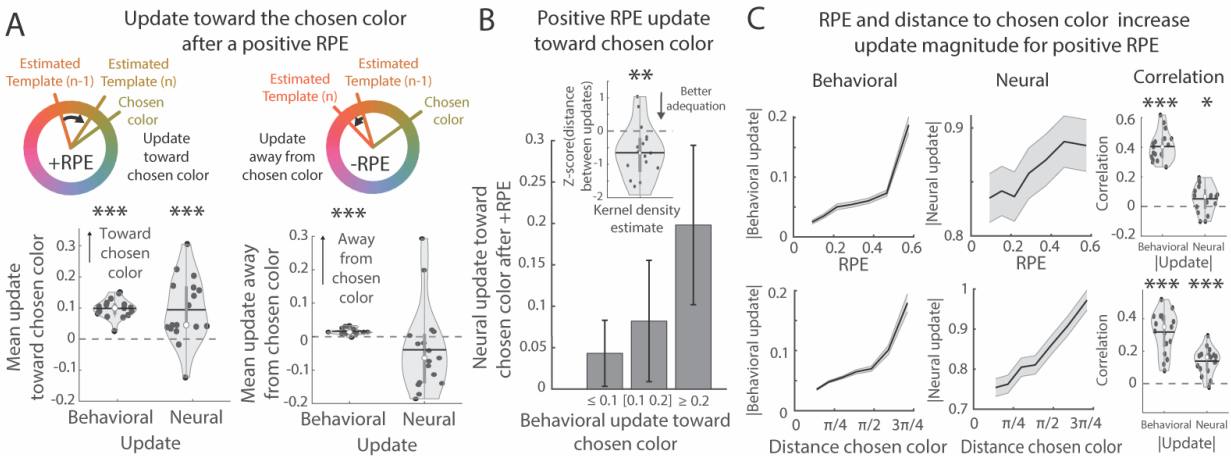 A
Update toward the chosen color
after a positive RPE
Estimated
Template (n-1)
Estimated
Template (n)
Chosen
color
+RPE
Update
toward
chosen color
Estimated
Template (n)
Estimated
Template (n-1)
Chosen
color
Update
away from
chosen color
-RPE
***
***
Toward
chosen
color
Mean update
toward chosen color
0.3
0.2
0.1
0
-0.1
-0.2
Behavioral
Neural
Update
***
Away
from
chosen
color
Mean update away
from chosen color
0.3
0.2
0.1
0
-0.1
-0.2
Behavioral
Neural
Update
B
Positive RPE update
toward chosen color
**
Better
adequation
Z-score(distance
between updates)
1
0
-1
-2
Kernel density
estimate
Neural update toward
chosen color after +RPE
0.3
0.25
0.2
0.15
0.1
0.05
0
≤ 0.1
[0.1 0.2]
≥ 0.2
Behavioral update toward
chosen color
C
RPE and distance to chosen color increase
update magnitude for positive RPE
Behavioral
|Behavioral update|
0.2
0.1
0
0
0.2
0.4
0.6
RPE
Neural
|Neural update|
0.9
0.8
0
0.2
0.4
0.6
RPE
Correlation
***
*
Correlation
0.6
0.4
0.2
0
-0.2
Behavioral
Neural
|Update|
|Behavioral update|
0.2
0.1
0
0
π/4
π/2
3π/4
Distance chosen color
|Neural update|
1
0.9
0.8
0.7
0
π/4
π/2
3π/4
Distance chosen color
***
***
Correlation
0.4
0.2
0
Behavioral
Neural
|Update|